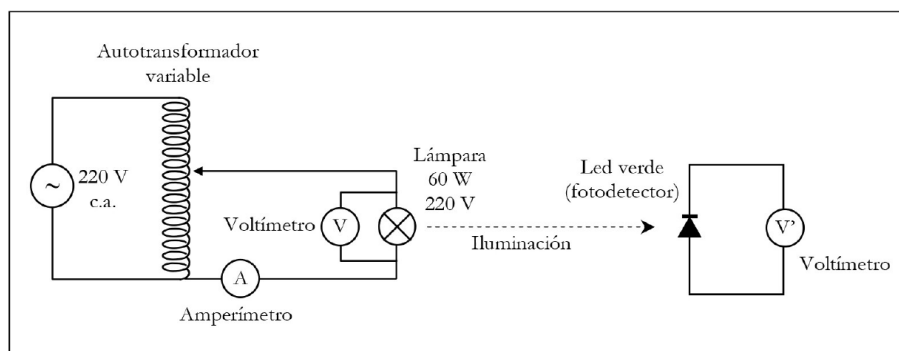 Autotransformador
variable
~
220 V
c.a.
Voltímetro
V
Lámpara
60 W
220 V
A
Amperímetro
Iluminación
Led verde
(fotodetector)
V'
Voltímetro